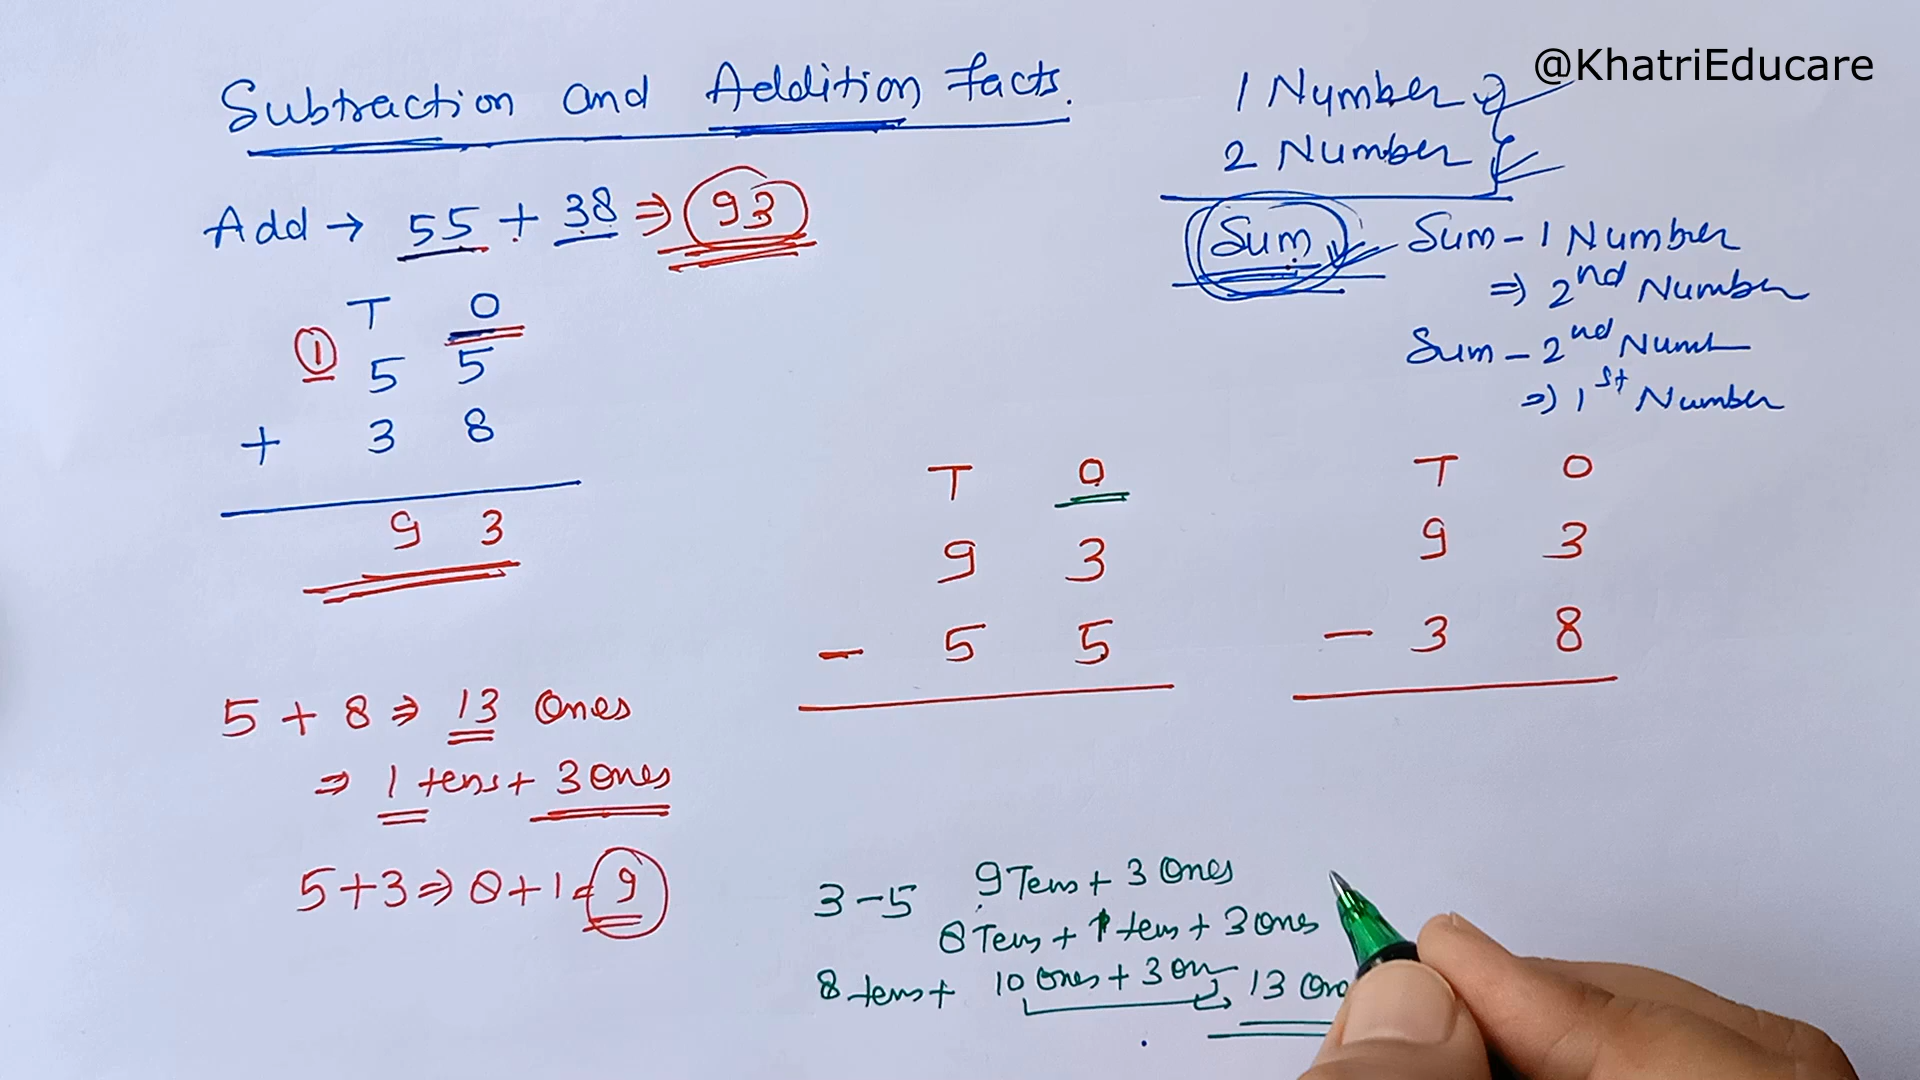 @KhatriEducare
Subtraction and Addition facts.
Add → 55 + 38 ⇒ 93
T O
1
5 5
+ 3 8
9 3
5 + 8 ⇒ 13 Ones
⇒ 1 tens + 3 ones
5+3 ⇒ 8+1 = 9
1 Number
2 Number
Sum
Sum - 1 Number
⇒ 2nd Number
Sum - 2nd Num
⇒ 1st Number
T O
9 3
- 5 5
T O
9 3
- 3 8
3-5
9 Tens + 3 Ones
8 Tens + 1 tens + 3 ones
8 tens + 10 Ones + 3 on 13 On